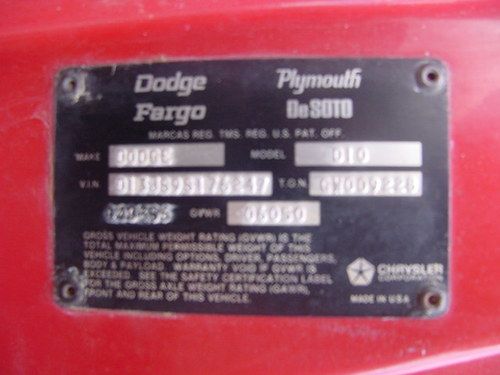 Dodge Plymouth
Fargo DeSOTO
MARCAS REG. TMS. REG. U.S. PAT. OFF.
MAKE DODGE MODEL D10
V.I.N. T.O.N.
GVWR 06050
GROSS VEHICLE WEIGHT RATING (GVWR) IS THE
TOTAL MAXIMUM PERMISSIBLE WEIGHT OF THIS
VEHICLE INCLUDING OPTIONS, DRIVER, PASSENGERS,
BODY & PAYLOAD. WARRANTY VOID IF GVWR IS
EXCEEDED. SEE THE SAFETY CERTIFICATION LABEL
FOR THE GROSS AXLE WEIGHT RATING (GAWR),
FRONT AND REAR OF THIS VEHICLE.
CHRYSLER
CORPORATION
MADE IN U.S.A.